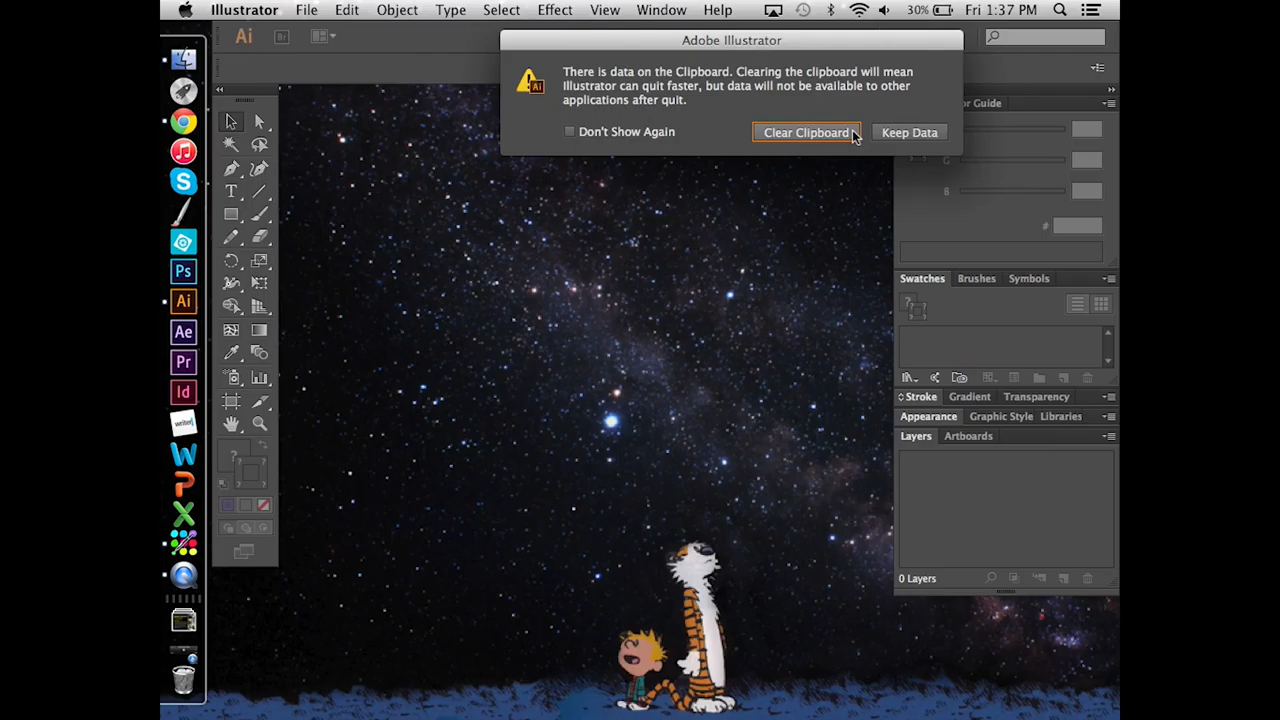 Illustrator File Edit Object Type Select Effect View Window Help 30% Fri 1:37 PM
Ai Br
Adobe Illustrator
There is data on the Clipboard. Clearing the clipboard will mean
Illustrator can quit faster, but data will not be available to other
applications after quit.
Ai
Don't Show Again
Clear Clipboard
Keep Data
or Guide
G
B
#
Swatches Brushes Symbols
?
Stroke Gradient Transparency
Appearance Graphic Style Libraries
Layers Artboards
0 Layers
T
?
Ps
Ai
Ae
Pr
Id
writer
W
P
X